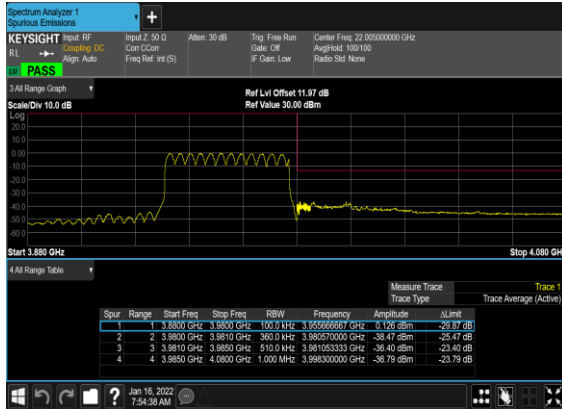 Spectrum Analyzer 1
Spurious Emissions
KEYSIGHT Input: RF Input Z: 50 Ω Atten: 30 dB Trig: Free Run Center Freq: 22.005000000 GHz
RL Coupling: DC Corr CCorr Gate: Off Avg|Hold: 100/100
Align: Auto Freq Ref: Int (S) IF Gain: Low Radio Std: None
PASS
3 All Range Graph
Ref Lvl Offset 11.97 dB
Scale/Div 10.0 dB Ref Value 30.00 dBm
Log
20.0
10.0
0.00
-10.0
-20.0
-30.0
-40.0
-50.0
-60.0
Start 3.880 GHz Stop 4.080 GH
4 All Range Table
Measure Trace Trace 1
Trace Type Trace Average (Active)
Spur Range Start Freq Stop Freq RBW Frequency Amplitude ΔLimit
1 1 3.8800 GHz 3.9800 GHz 100.0 kHz 3.955666667 GHz 0.126 dBm -29.87 dB
2 2 3.9800 GHz 3.9810 GHz 360.0 kHz 3.980570000 GHz -38.47 dBm -25.47 dB
3 3 3.9810 GHz 3.9850 GHz 510.0 kHz 3.981053333 GHz -36.40 dBm -23.40 dB
4 4 3.9850 GHz 4.0800 GHz 1.000 MHz 3.998300000 GHz -36.79 dBm -23.79 dB
? Jan 16, 2022
7:54:38 AM